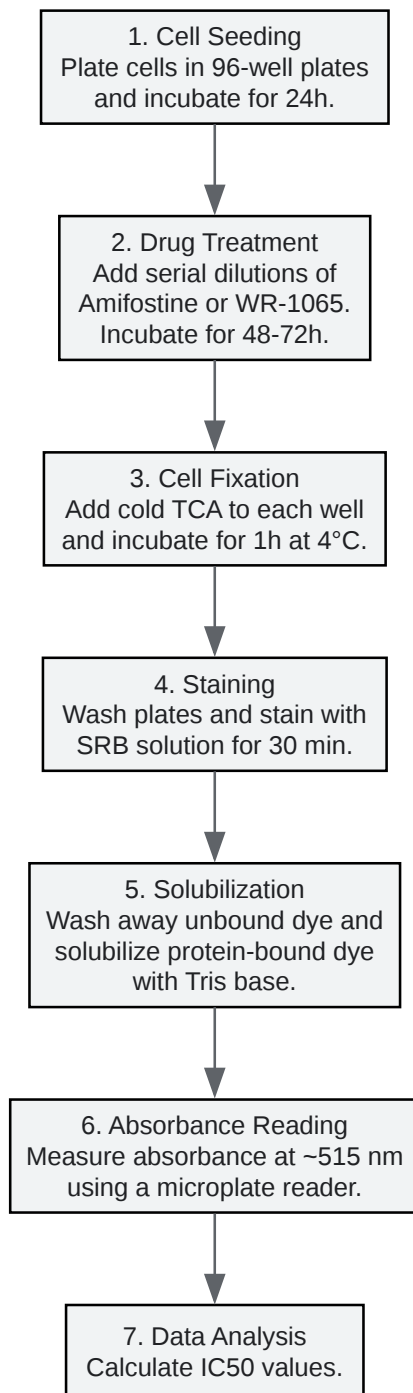 1. Cell Seeding
Plate cells in 96-well plates
and incubate for 24h.
2. Drug Treatment
Add serial dilutions of
Amifostine or WR-1065.
Incubate for 48-72h.
3. Cell Fixation
Add cold TCA to each well
and incubate for 1h at 4°C.
4. Staining
Wash plates and stain with
SRB solution for 30 min.
5. Solubilization
Wash away unbound dye and
solubilize protein-bound dye
with Tris base.
6. Absorbance Reading
Measure absorbance at ~515 nm
using a microplate reader.
7. Data Analysis
Calculate IC50 values.